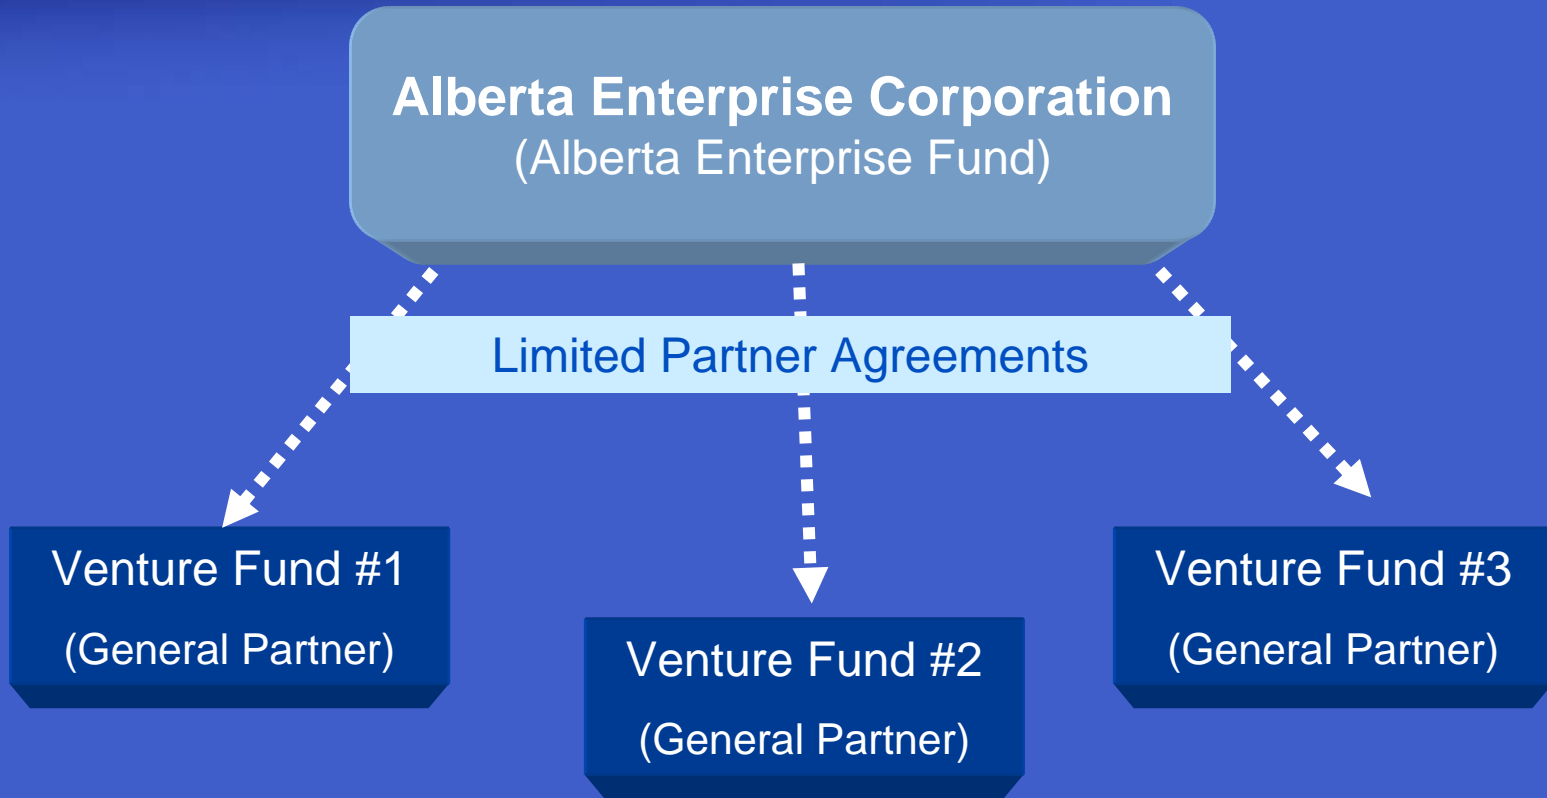 Alberta Enterprise Corporation
(Alberta Enterprise Fund)
Limited Partner Agreements
Venture Fund #1
(General Partner)
Venture Fund #2
(General Partner)
Venture Fund #3
(General Partner)